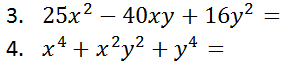 3. 25x² − 40xy + 16y² =
4. x⁴ + x²y² + y⁴ =